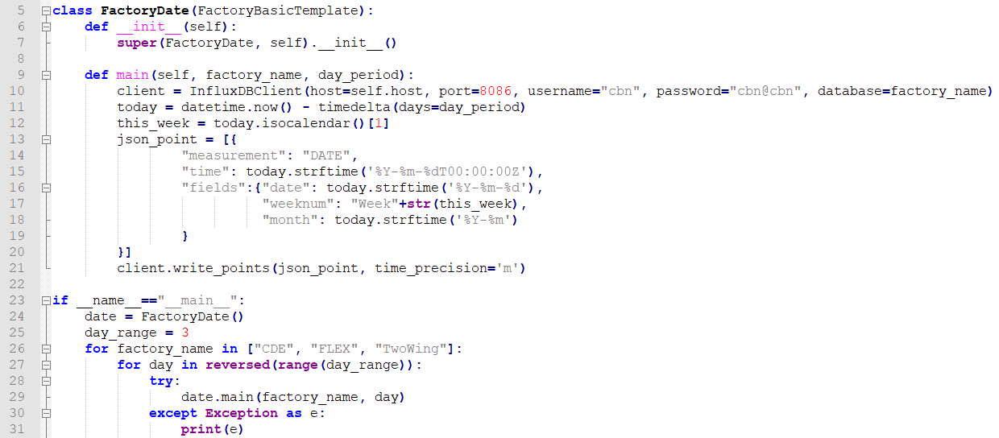 5 class FactoryDate(FactoryBasicTemplate):
6     def __init__(self):
7         super(FactoryDate, self).__init__()
8
9     def main(self, factory_name, day_period):
10         client = InfluxDBClient(host=self.host, port=8086, username="cbn", password="cbn@cbn", database=factory_name)
11         today = datetime.now() - timedelta(days=day_period)
12         this_week = today.isocalendar()[1]
13         json_point = [{
14                 "measurement": "DATE",
15                 "time": today.strftime('%Y-%m-%dT00:00:00Z'),
16                 "fields":{"date": today.strftime('%Y-%m-%d'),
17                           "weeknum": "Week"+str(this_week),
18                           "month": today.strftime('%Y-%m')
19                 }
20         }]
21         client.write_points(json_point, time_precision='m')
22
23 if __name__=="__main__":
24     date = FactoryDate()
25     day_range = 3
26     for factory_name in ["CDE", "FLEX", "TwoWing"]:
27         for day in reversed(range(day_range)):
28             try:
29                 date.main(factory_name, day)
30             except Exception as e:
31                 print(e)